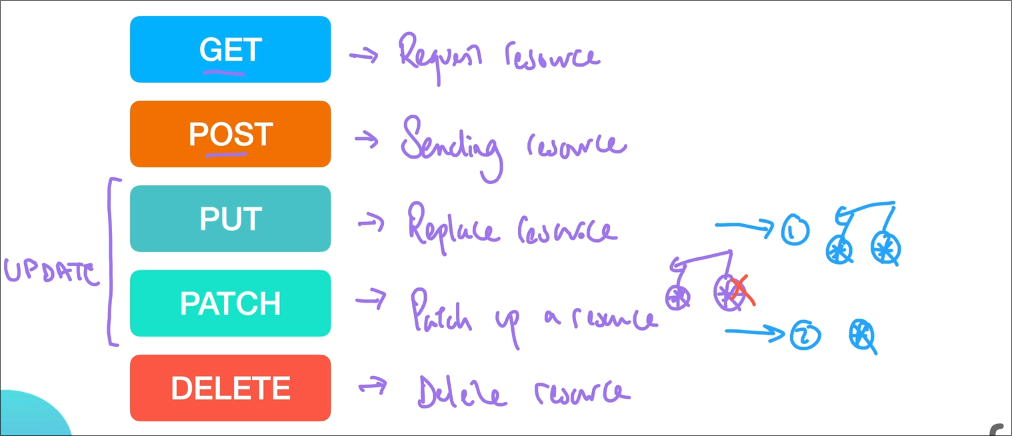 GET → Request resource
POST → Sending resource
PUT → Replace resource → 1
UPDATE
PATCH → Patch up a resource → 2
DELETE → Delete resource